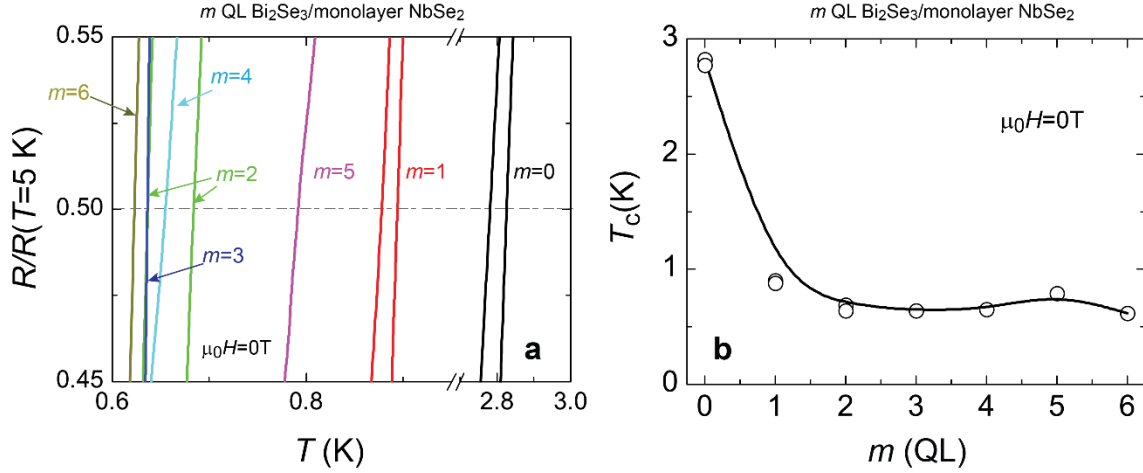 m QL Bi₂Se₃/monolayer NbSe₂
R/R(T=5 K)
0.55
0.50
0.45
m=6
m=4
m=2
m=5
m=1
m=0
m=3
μ₀H=0T
a
0.6
0.8
2.8
3.0
T (K)
m QL Bi₂Se₃/monolayer NbSe₂
T_c(K)
3
2
1
0
μ₀H=0T
b
0 1 2 3 4 5 6
m (QL)